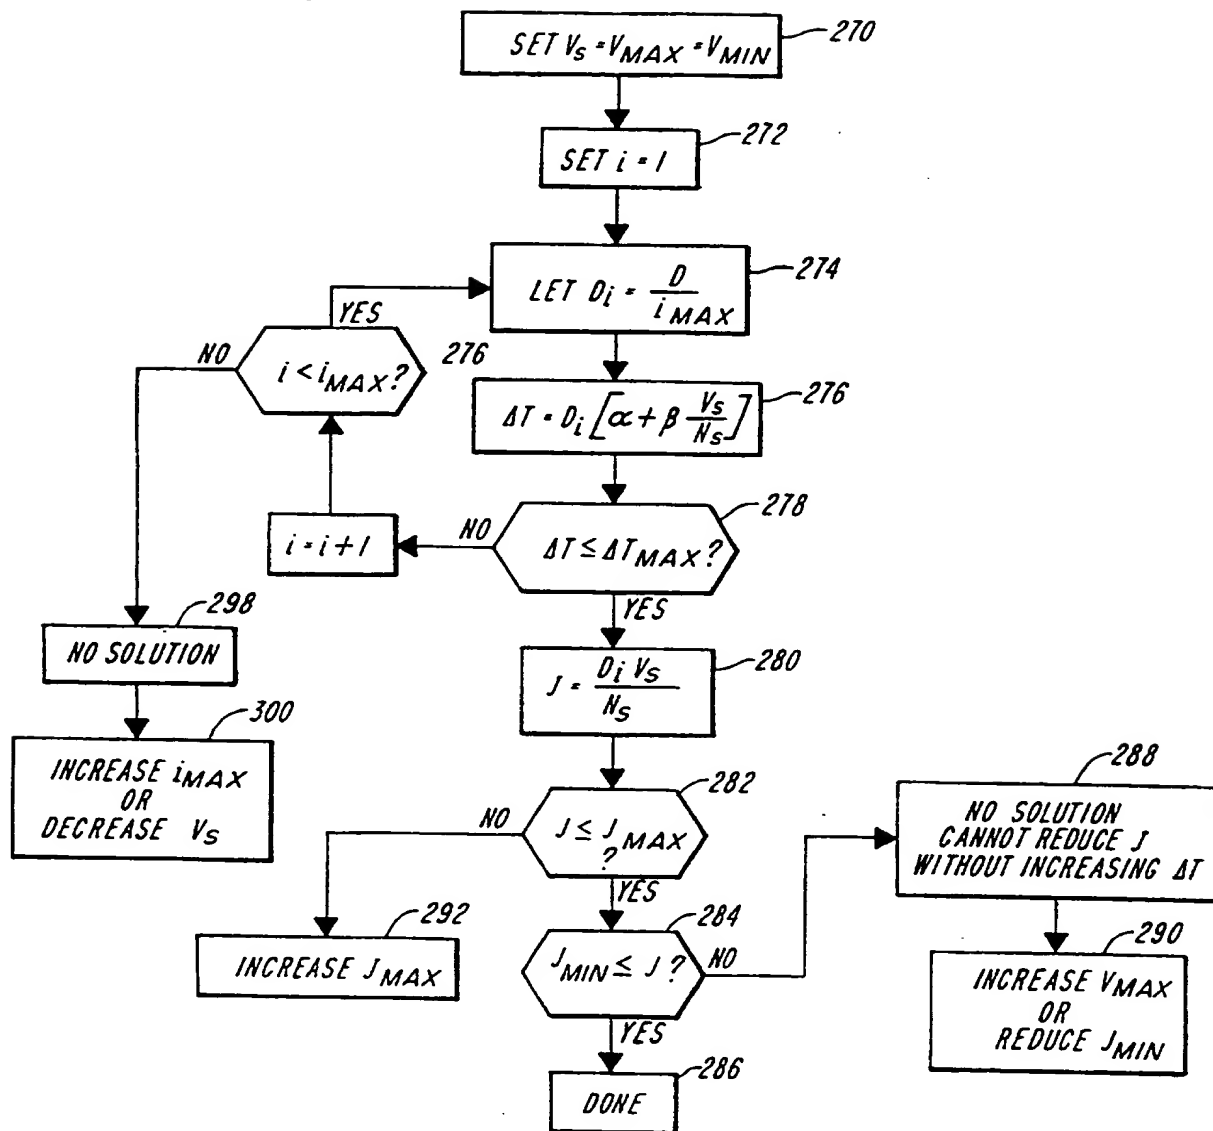 SET VS = VMAX = VMIN
270
SET i = 1
272
LET Di = D / iMAX
274
YES
i < iMAX?
276
NO
ΔT = Di [α + β VS / NS]
276
ΔT ≤ ΔTMAX?
278
NO
i = i + 1
YES
NO SOLUTION
298
J = Di VS / NS
280
INCREASE iMAX
OR
DECREASE VS
300
J ≤ JMAX
?
282
NO
YES
NO SOLUTION
CANNOT REDUCE J
WITHOUT INCREASING ΔT
288
INCREASE JMAX
292
JMIN ≤ J?
284
NO
YES
INCREASE VMAX
OR
REDUCE JMIN
290
DONE
286